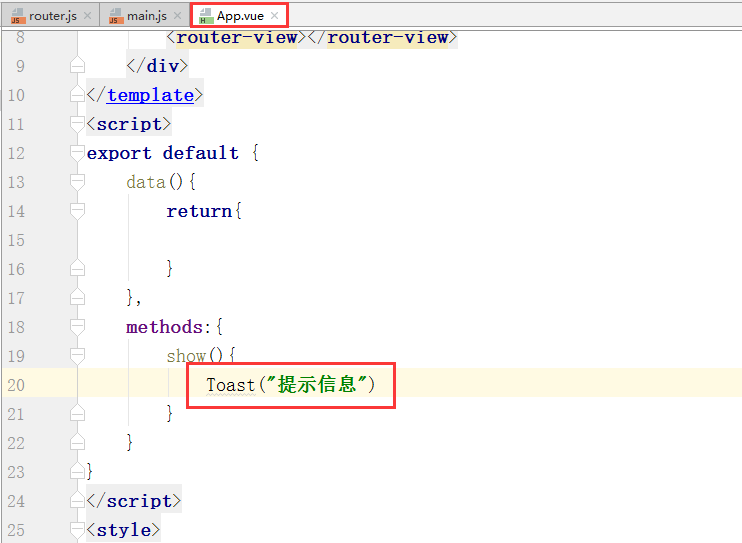 router.js main.js App.vue
8 <router-view></router-view>
9 </div>
10 </template>
11 <script>
12 export default {
13 data(){
14 return{
15
16 }
17 },
18 methods:{
19 show(){
20 Toast("提示信息")
21 }
22 }
23 }
24 </script>
25 <style>